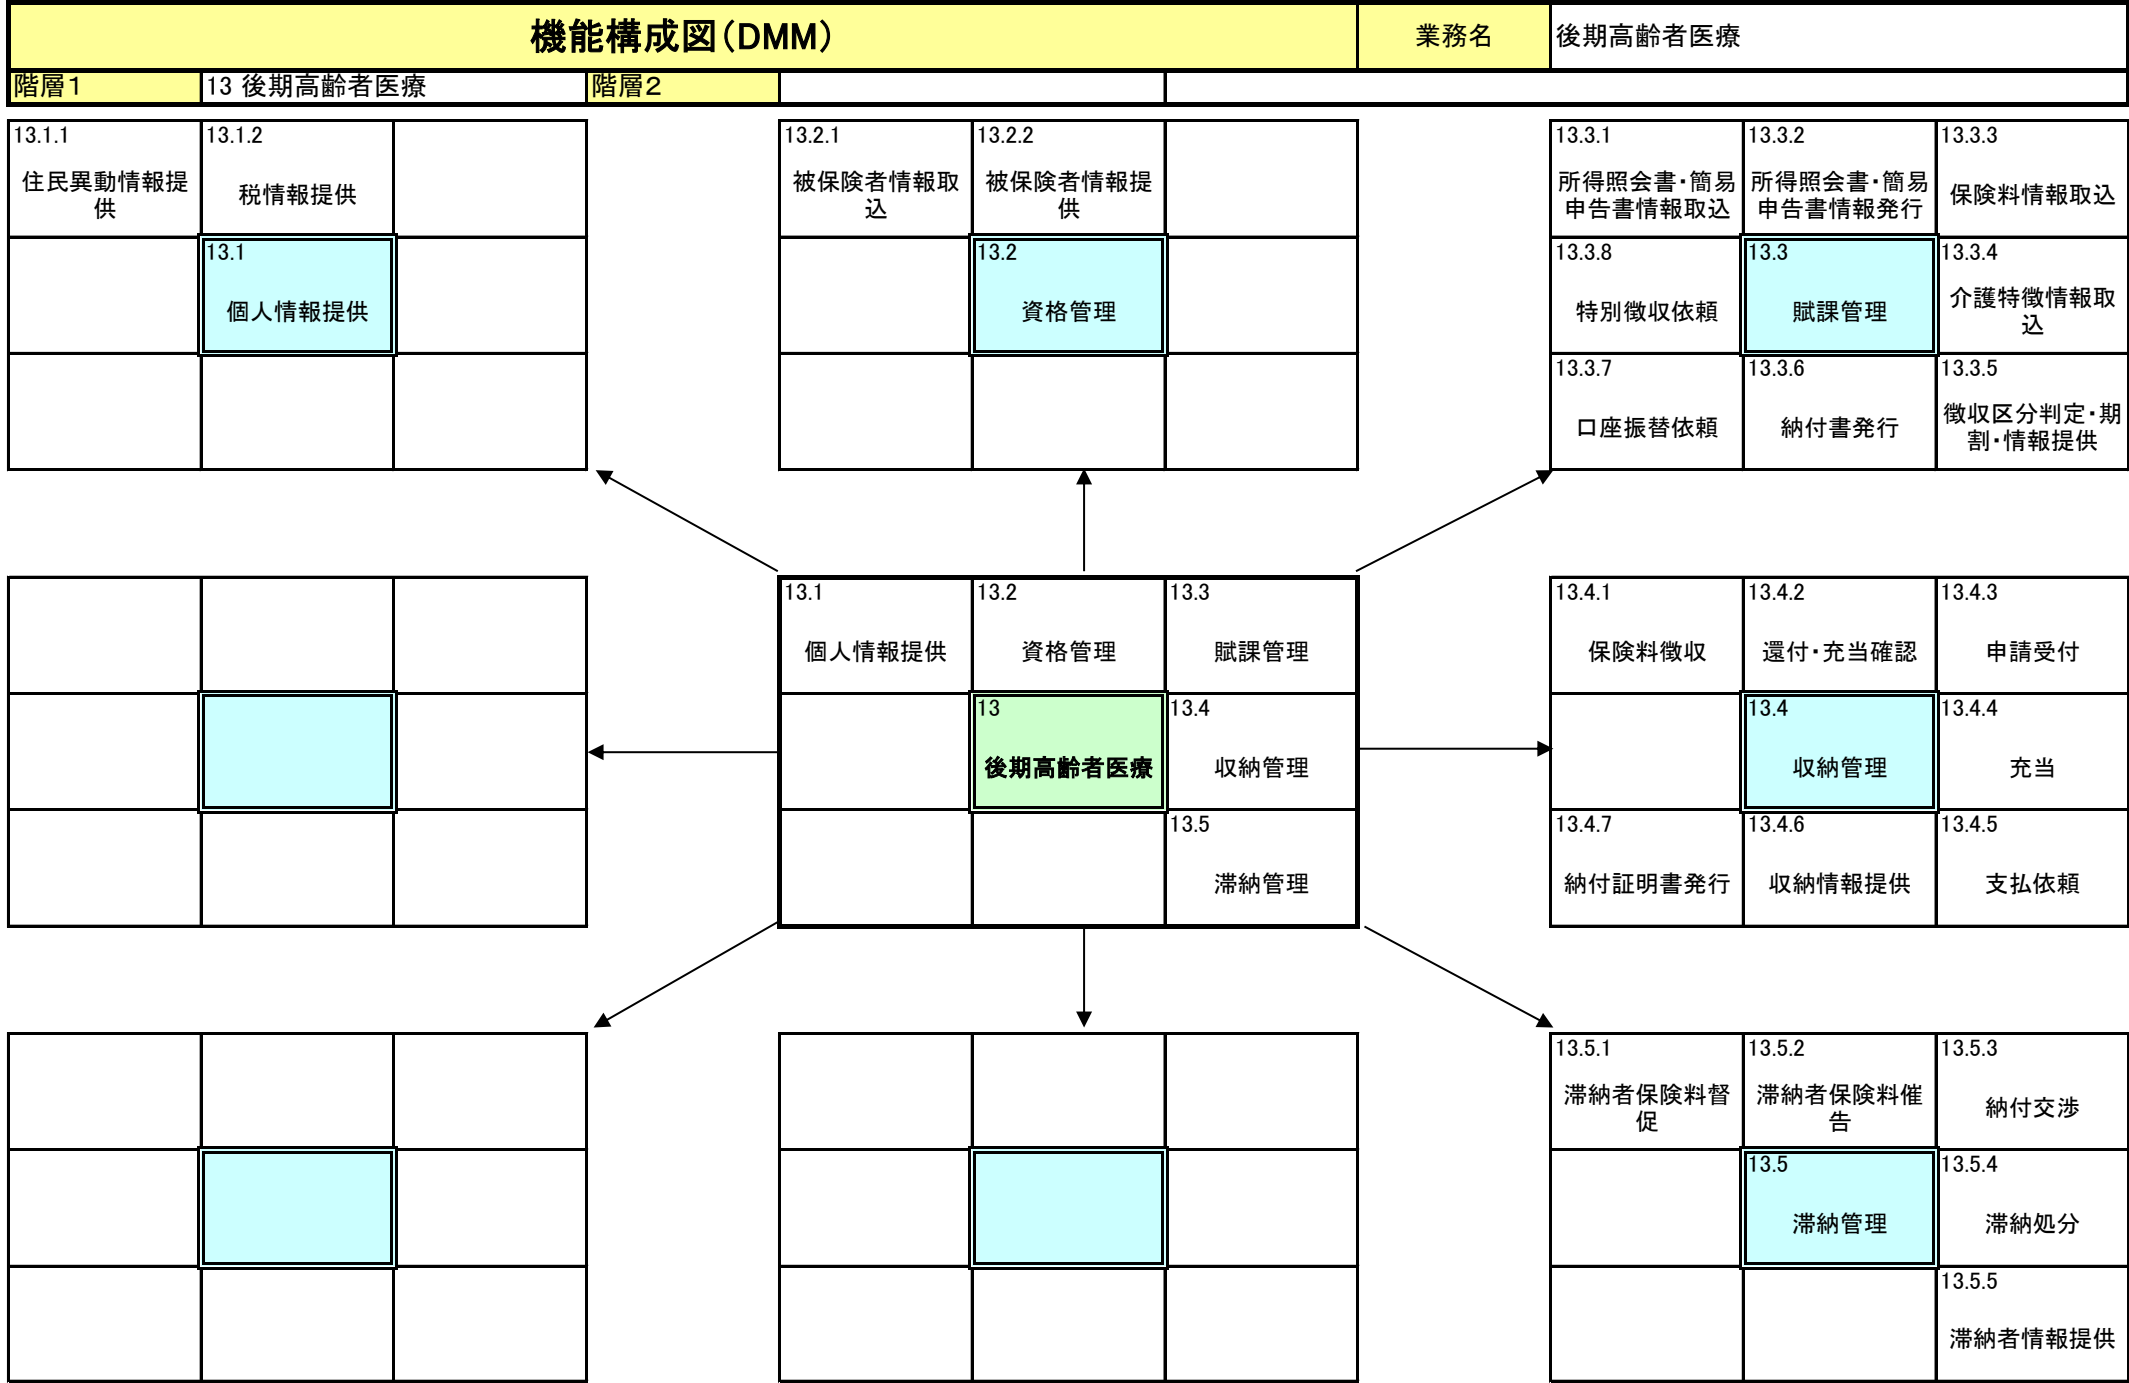 機能構成図（DMM）
業務名
後期高齢者医療
階層１
13 後期高齢者医療
階層２
13.1.1
住民異動情報提
供
13.1.2
税情報提供
13.1
個人情報提供
13.2.1
被保険者情報取
込
13.2.2
被保険者情報提
供
13.2
資格管理
13.3.1
所得照会書・簡易
申告書情報取込
13.3.2
所得照会書・簡易
申告書情報発行
13.3.3
保険料情報取込
13.3.8
特別徴収依頼
13.3
賦課管理
13.3.4
介護特徴情報取
込
13.3.7
口座振替依頼
13.3.6
納付書発行
13.3.5
徴収区分判定・期
割・情報提供
13.1
個人情報提供
13.2
資格管理
13.3
賦課管理
13
後期高齢者医療
13.4
収納管理
13.5
滞納管理
13.4.1
保険料徴収
13.4.2
還付・充当確認
13.4.3
申請受付
13.4
収納管理
13.4.4
充当
13.4.7
納付証明書発行
13.4.6
収納情報提供
13.4.5
支払依頼
13.5.1
滞納者保険料督
促
13.5.2
滞納者保険料催
告
13.5.3
納付交渉
13.5
滞納管理
13.5.4
滞納処分
13.5.5
滞納者情報提供